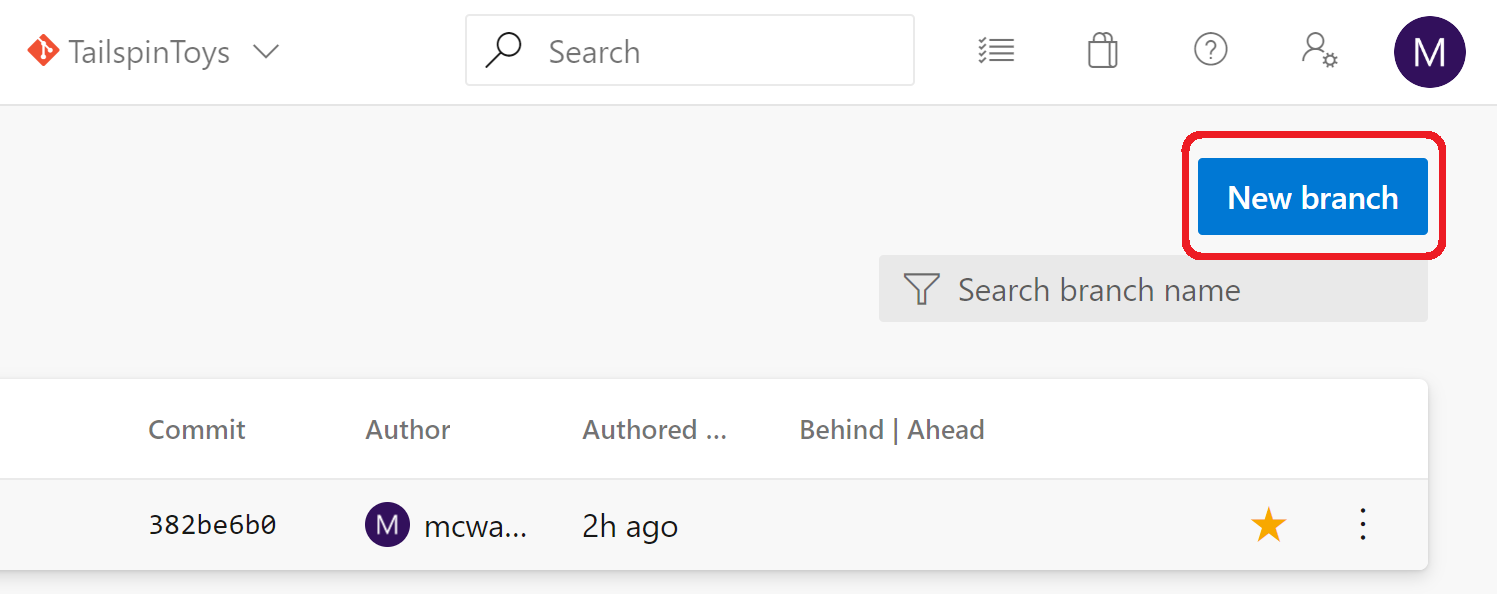 TailspinToys
Search
M
New branch
Search branch name
Commit Author Authored ... Behind | Ahead
382be6b0 M mcwa... 2h ago